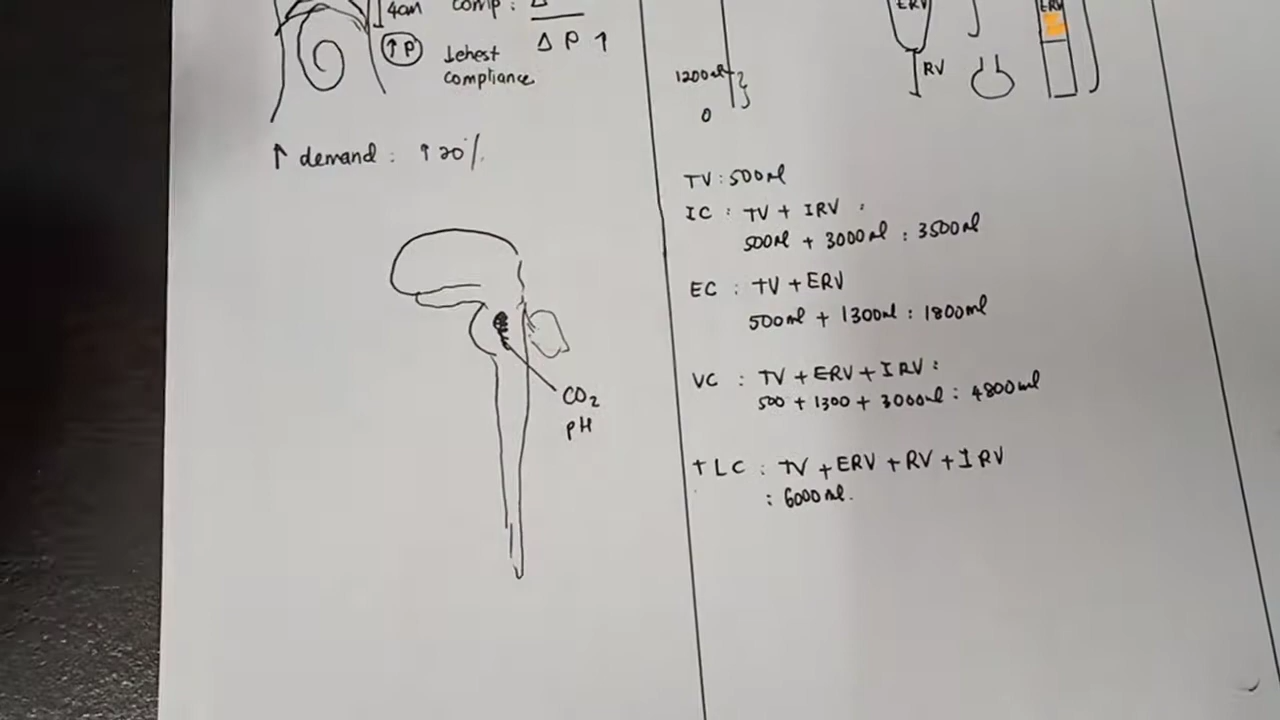 4cm
comp :
Δ P ↑
↑P
↓chest
compliance
↑ demand : ↑ 20%
CO₂
pH
ERV
RV
ERV
1200ml
0
TV : 500ml
IC : TV + IRV :
500ml + 3000ml : 3500ml
EC : TV + ERV
500ml + 1300ml : 1800ml
VC : TV + ERV + IRV :
500 + 1300 + 3000ml : 4800ml
TLC : TV + ERV + RV + IRV
: 6000ml.